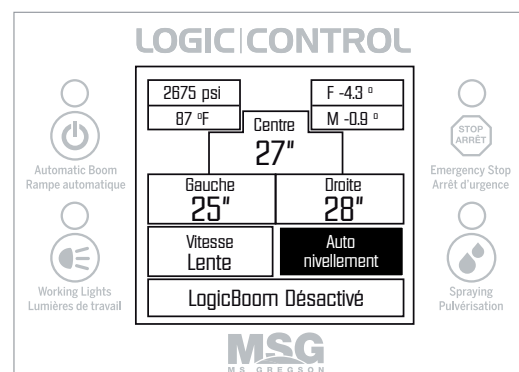 LOGIC|CONTROL
2675 psi
87 ºF
F -4.3 º
M -0.9 º
Centre
27"
Gauche
25"
Droite
28"
Vitesse
Lente
Auto
nivellement
LogicBoom Désactivé
Automatic Boom
Rampe automatique
Working Lights
Lumières de travail
STOP
ARRÊT
Emergency Stop
Arrêt d'urgence
Spraying
Pulvérisation
MSG
MS GREGSON